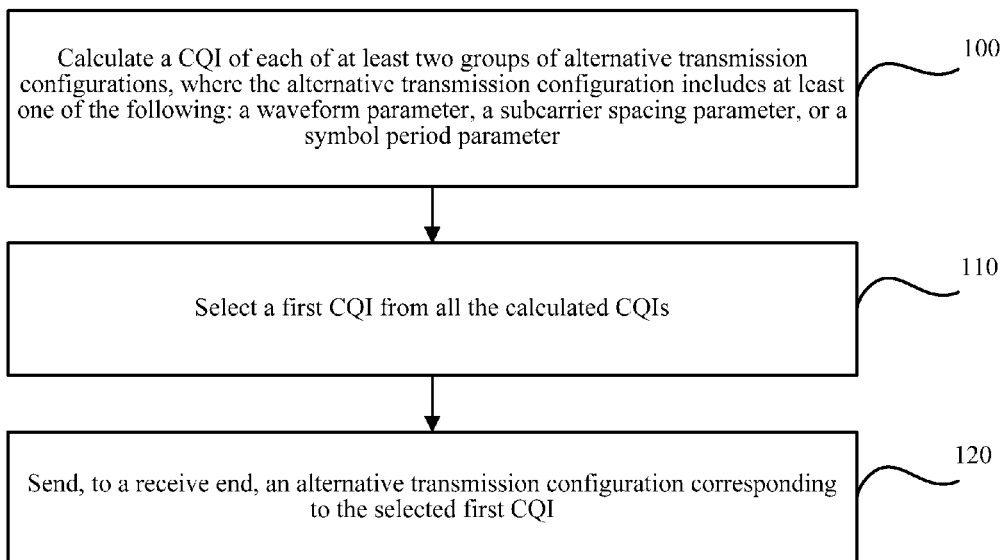 Calculate a CQI of each of at least two groups of alternative transmission
configurations, where the alternative transmission configuration includes at least
one of the following: a waveform parameter, a subcarrier spacing parameter, or a
symbol period parameter
100
Select a first CQI from all the calculated CQIs
110
Send, to a receive end, an alternative transmission configuration corresponding
to the selected first CQI
120